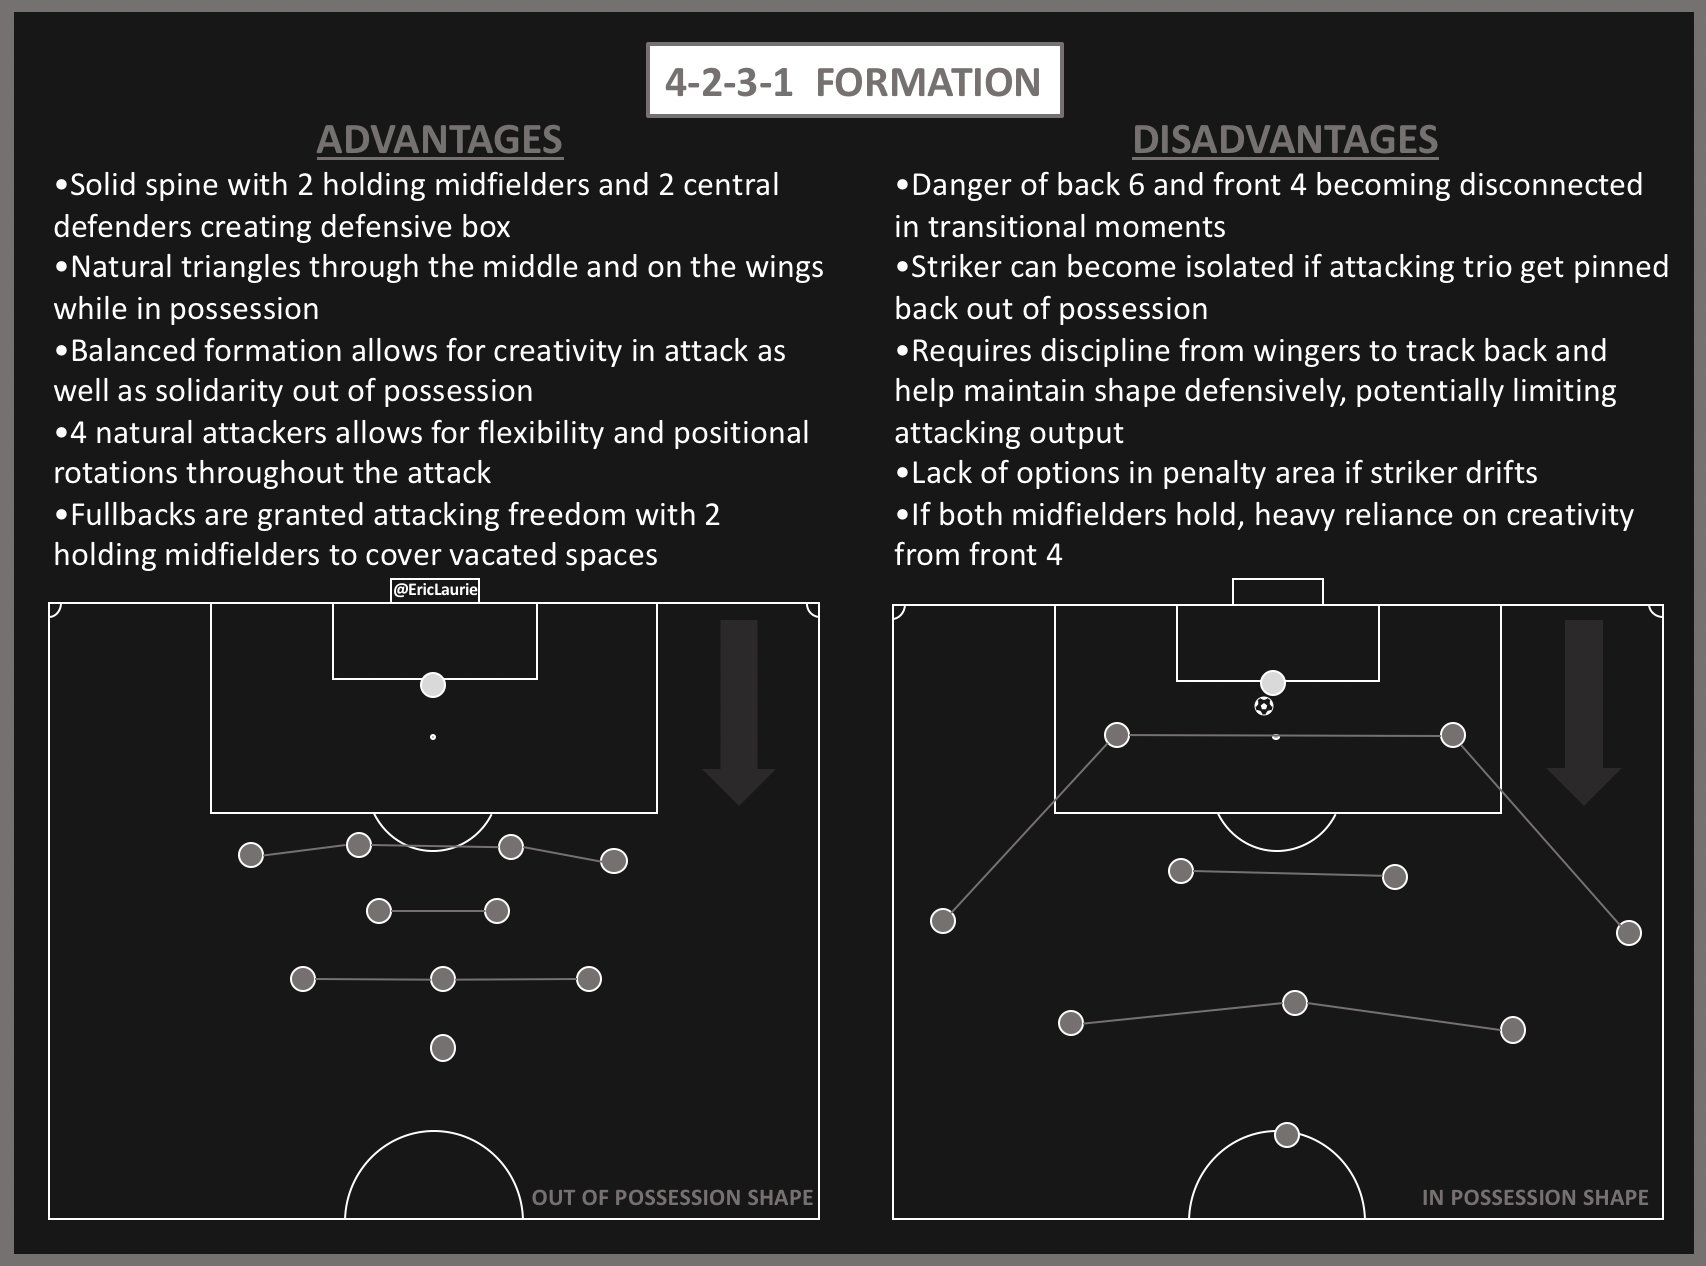 4-2-3-1 FORMATION
ADVANTAGES
•Solid spine with 2 holding midfielders and 2 central
defenders creating defensive box
•Natural triangles through the middle and on the wings
while in possession
•Balanced formation allows for creativity in attack as
well as solidarity out of possession
•4 natural attackers allows for flexibility and positional
rotations throughout the attack
•Fullbacks are granted attacking freedom with 2
holding midfielders to cover vacated spaces
DISADVANTAGES
•Danger of back 6 and front 4 becoming disconnected
in transitional moments
•Striker can become isolated if attacking trio get pinned
back out of possession
•Requires discipline from wingers to track back and
help maintain shape defensively, potentially limiting
attacking output
•Lack of options in penalty area if striker drifts
•If both midfielders hold, heavy reliance on creativity
from front 4
@EricLaurie
OUT OF POSSESSION SHAPE
IN POSSESSION SHAPE